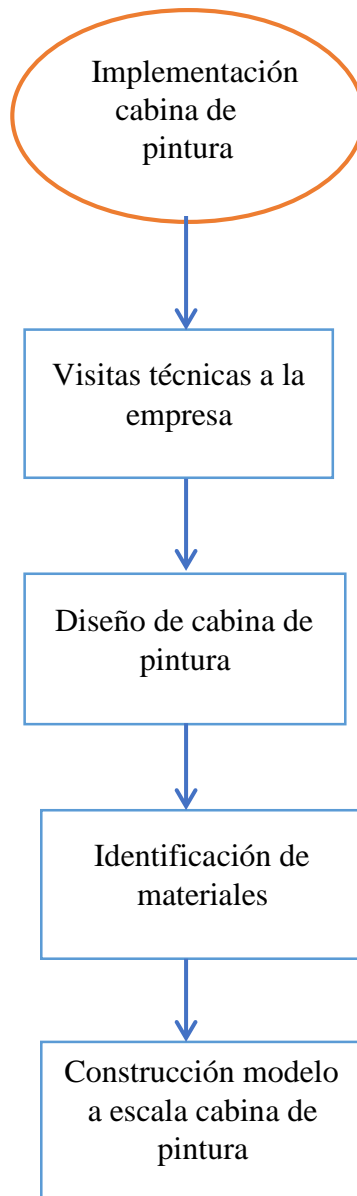 Implementación
cabina de
pintura
Visitas técnicas a la
empresa
Diseño de cabina de
pintura
Identificación de
materiales
Construcción modelo
a escala cabina de
pintura